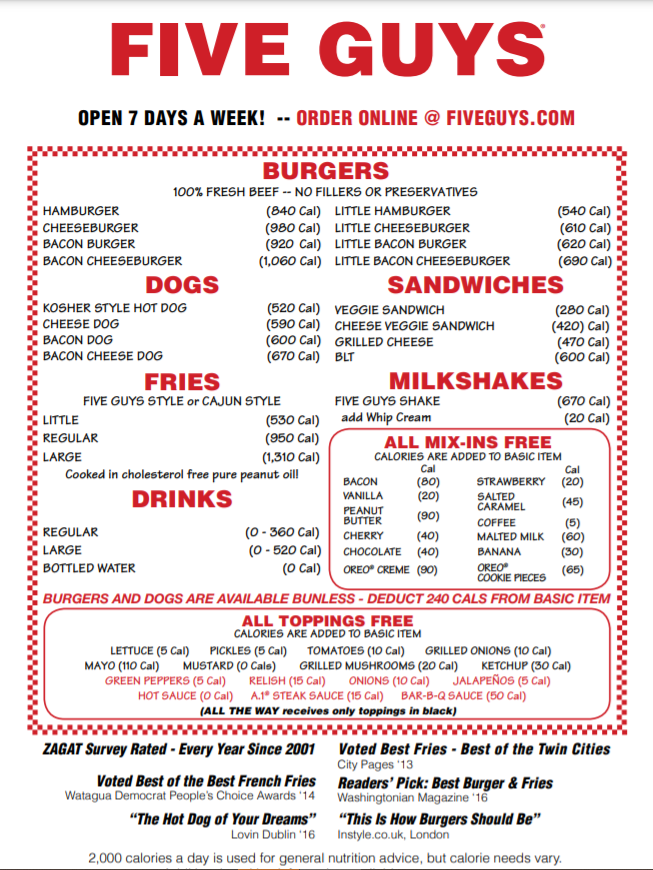 FIVE GUYS®
OPEN 7 DAYS A WEEK! -- ORDER ONLINE @ FIVEGUYS.COM
BURGERS
100% FRESH BEEF -- NO FILLERS OR PRESERVATIVES
HAMBURGER (840 Cal)
CHEESEBURGER (980 Cal)
BACON BURGER (920 Cal)
BACON CHEESEBURGER (1,060 Cal)
LITTLE HAMBURGER (540 Cal)
LITTLE CHEESEBURGER (610 Cal)
LITTLE BACON BURGER (620 Cal)
LITTLE BACON CHEESEBURGER (690 Cal)
DOGS
KOSHER STYLE HOT DOG (520 Cal)
CHEESE DOG (590 Cal)
BACON DOG (600 Cal)
BACON CHEESE DOG (670 Cal)
SANDWICHES
VEGGIE SANDWICH (280 Cal)
CHEESE VEGGIE SANDWICH (420) Cal)
GRILLED CHEESE (470 Cal)
BLT (600 Cal)
FRIES
FIVE GUYS STYLE or CAJUN STYLE
LITTLE (530 Cal)
REGULAR (950 Cal)
LARGE (1,310 Cal)
Cooked in cholesterol free pure peanut oil!
MILKSHAKES
FIVE GUYS SHAKE (670 Cal)
add Whip Cream (20 Cal)
ALL MIX-INS FREE
CALORIES ARE ADDED TO BASIC ITEM
Cal
BACON (80)
VANILLA (20)
PEANUT
BUTTER (90)
CHERRY (40)
CHOCOLATE (40)
OREO® CREME (90)
Cal
STRAWBERRY (20)
SALTED
CARAMEL (45)
COFFEE (5)
MALTED MILK (60)
BANANA (30)
OREO®
COOKIE PIECES (65)
DRINKS
REGULAR (0 - 360 Cal)
LARGE (0 - 520 Cal)
BOTTLED WATER (0 Cal)
BURGERS AND DOGS ARE AVAILABLE BUNLESS - DEDUCT 240 CALS FROM BASIC ITEM
ALL TOPPINGS FREE
CALORIES ARE ADDED TO BASIC ITEM
LETTUCE (5 Cal) PICKLES (5 Cal) TOMATOES (10 Cal) GRILLED ONIONS (10 Cal)
MAYO (110 Cal) MUSTARD (0 Cals) GRILLED MUSHROOMS (20 Cal) KETCHUP (30 Cal)
GREEN PEPPERS (5 Cal) RELISH (15 Cal) ONIONS (10 Cal) JALAPEÑOS (5 Cal)
HOT SAUCE (0 Cal) A.1® STEAK SAUCE (15 Cal) BAR-B-Q SAUCE (50 Cal)
(ALL THE WAY receives only toppings in black)
ZAGAT Survey Rated - Every Year Since 2001
Voted Best of the Best French Fries
Watagua Democrat People's Choice Awards '14
"The Hot Dog of Your Dreams"
Lovin Dublin '16
Voted Best Fries - Best of the Twin Cities
City Pages '13
Readers' Pick: Best Burger & Fries
Washingtonian Magazine '16
"This Is How Burgers Should Be"
Instyle.co.uk, London
2,000 calories a day is used for general nutrition advice, but calorie needs vary.